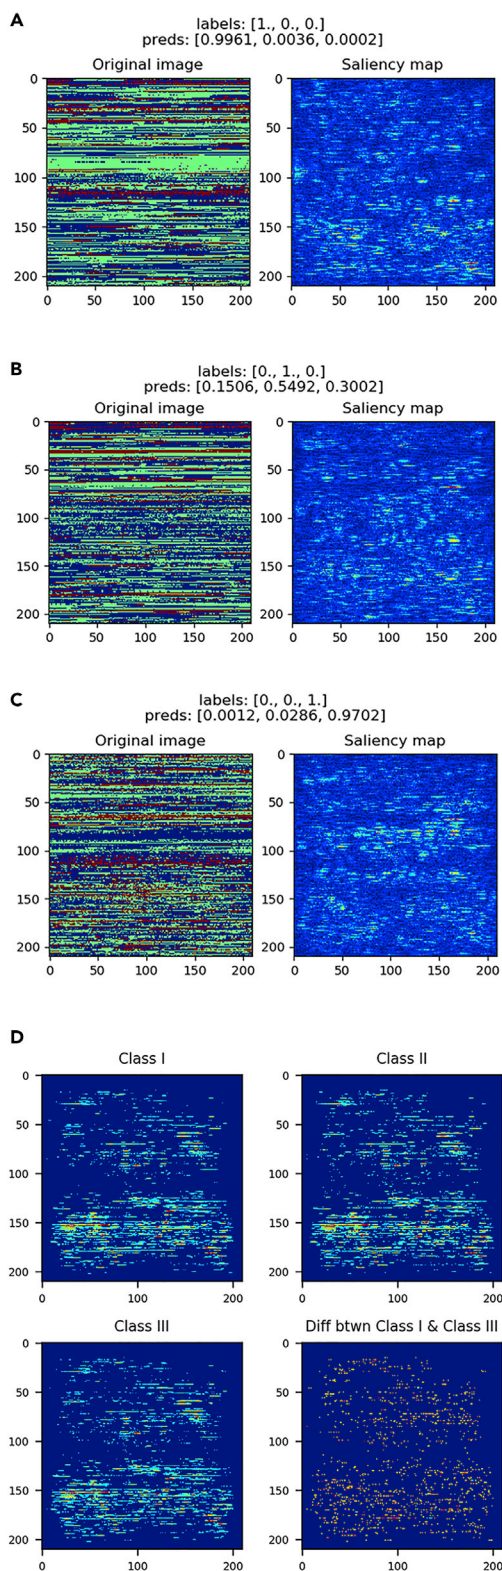 A
labels: [1., 0., 0.]
preds: [0.9961, 0.0036, 0.0002]
Original image
Saliency map
0
50
100
150
200
0 50 100 150 200
0
50
100
150
200
0 50 100 150 200
B
labels: [0., 1., 0.]
preds: [0.1506, 0.5492, 0.3002]
Original image
Saliency map
0
50
100
150
200
0 50 100 150 200
0
50
100
150
200
0 50 100 150 200
C
labels: [0., 0., 1.]
preds: [0.0012, 0.0286, 0.9702]
Original image
Saliency map
0
50
100
150
200
0 50 100 150 200
0
50
100
150
200
0 50 100 150 200
D
Class I
Class II
0
50
100
150
200
0 100 200
0
50
100
150
200
0 100 200
Class III
Diff btwn Class I & Class III
0
50
100
150
200
0 100 200
0
50
100
150
200
0 100 200